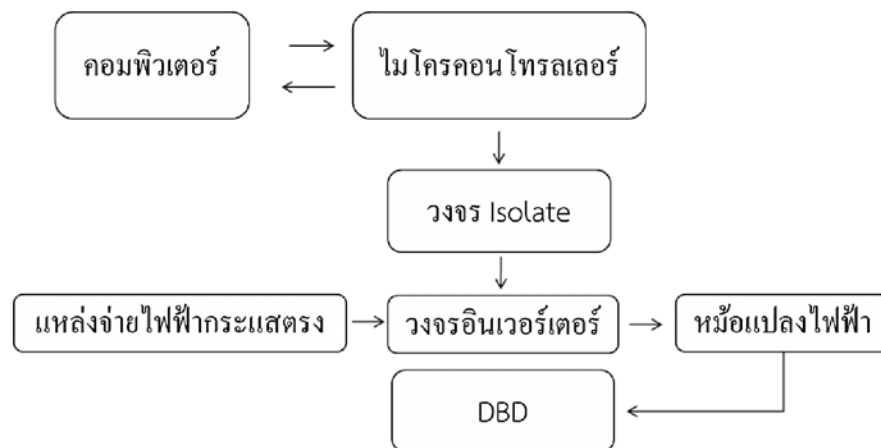 คอมพิวเตอร์
ไมโครคอนโทรลเลอร์
วงจร Isolate
แหล่งจ่ายไฟฟ้ากระแสตรง
วงจรอินเวอร์เตอร์
หม้อแปลงไฟฟ้า
DBD